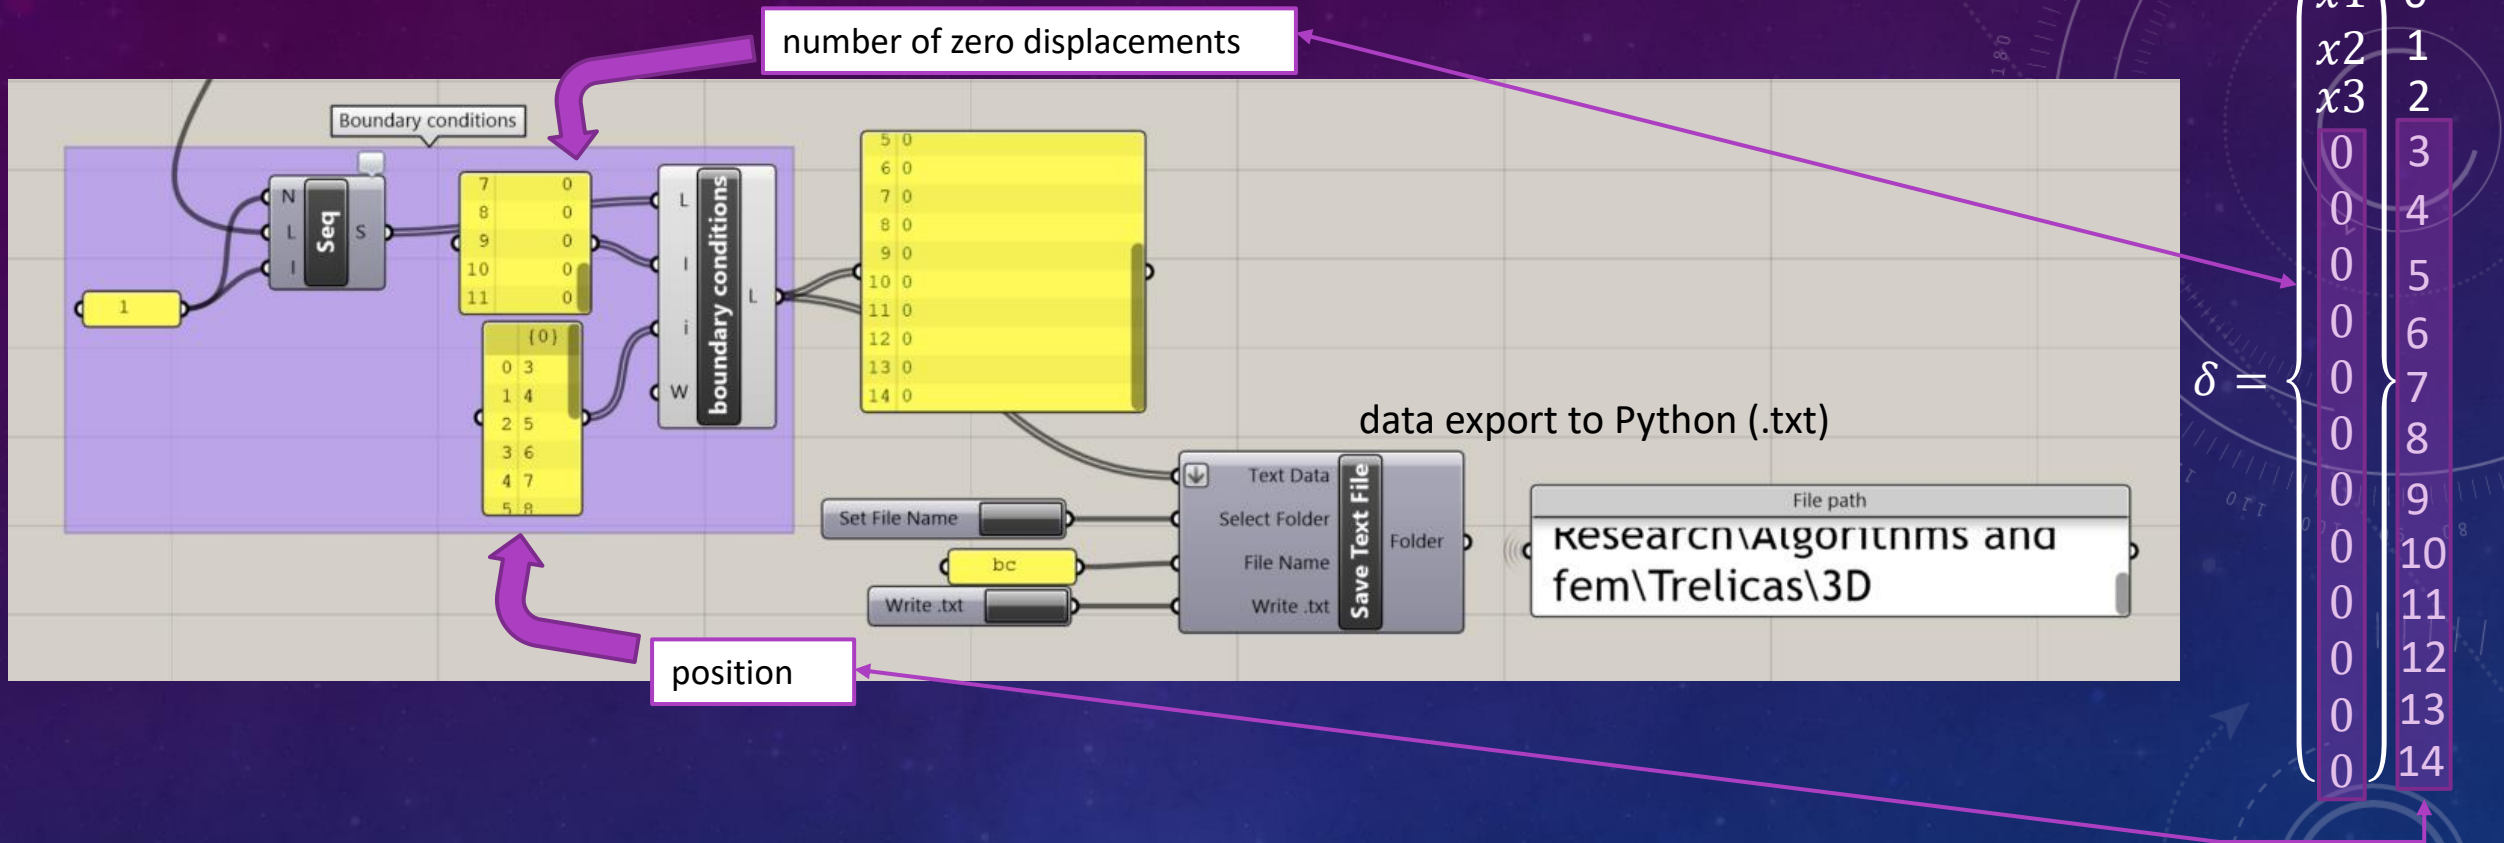 number of zero displacements
Boundary conditions
N
L
I
Seq
S
1
7 0
8 0
9 0
10 0
11 0
{0}
0 3
1 4
2 5
3 6
4 7
5 8
L
I
i
W
boundary conditions
L
5 0
6 0
7 0
8 0
9 0
10 0
11 0
12 0
13 0
14 0
data export to Python (.txt)
Set File Name
bc
Write .txt
Text Data
Select Folder
File Name
Write .txt
Save Text File
Folder
File path
Research\Algorithms and
fem\Trelicas\3D
position
δ =
x1 0
x2 1
x3 2
0 3
0 4
0 5
0 6
0 7
0 8
0 9
0 10
0 11
0 12
0 13
0 14